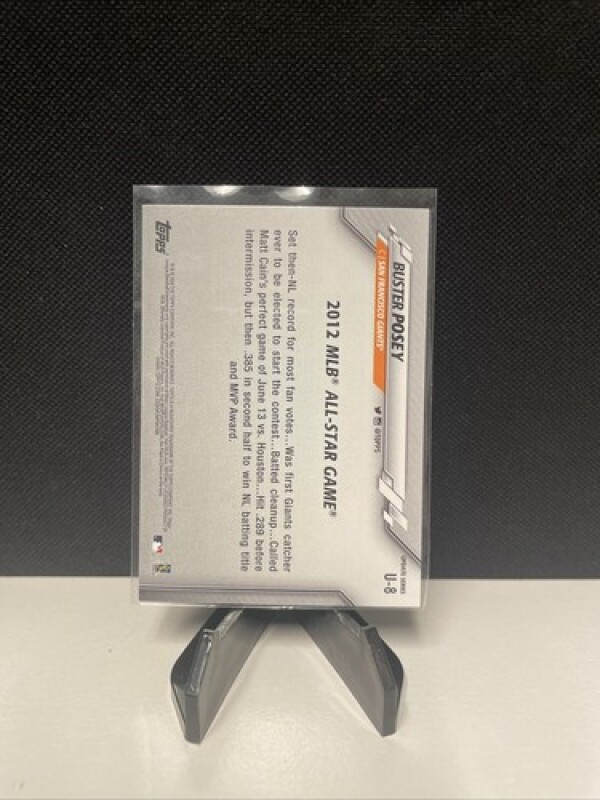 BUSTER POSEY
C | SAN FRANCISCO GIANTS®
@TOPPS
UPDATE SERIES
U-8
2012 MLB® ALL-STAR GAME®
Set then-NL record for most fan votes...Was first Giants catcher
ever to be elected to start the contest...Batted cleanup...Called
Matt Cain's perfect game of June 13 vs. Houston...Hit .289 before
intermission, but then .385 in second half to win NL batting title
and MVP Award.
Topps